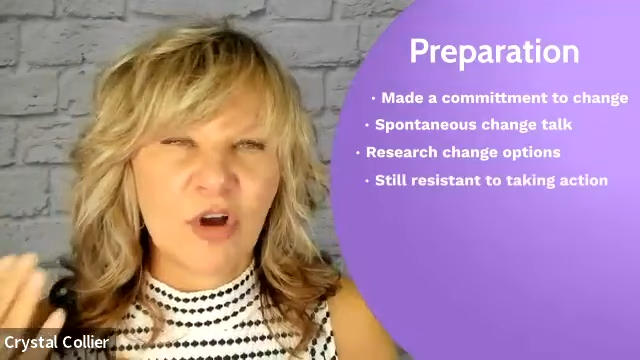 Preparation
· Made a committment to change
· Spontaneous change talk
· Research change options
· Still resistant to taking action
Crystal Collier